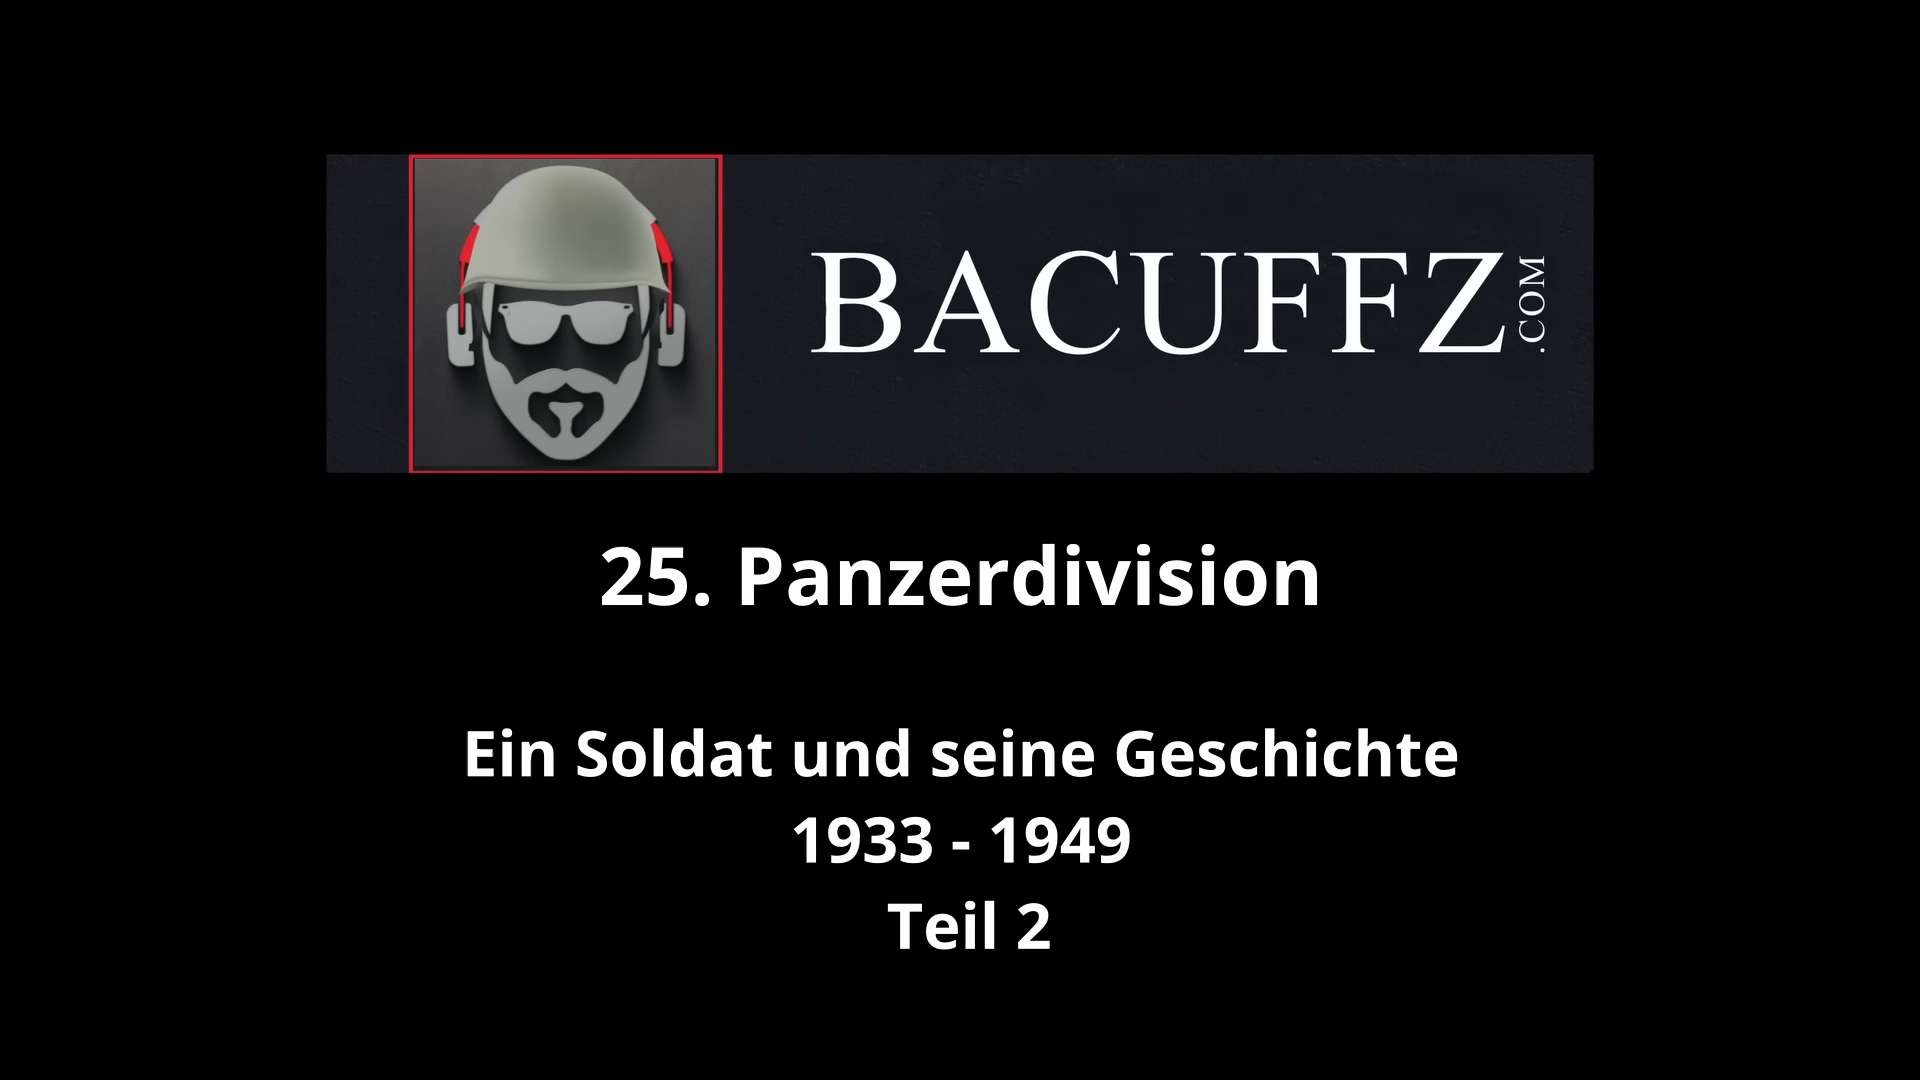 BACUFFZ.COM
25. Panzerdivision
Ein Soldat und seine Geschichte
1933 - 1949
Teil 2